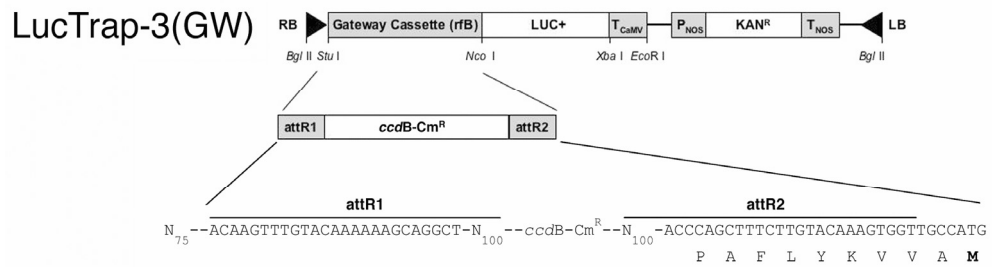 LucTrap-3(GW)
RB Gateway Cassette (rfB) LUC+ TCaMV PNOS KANR TNOS LB
Bgl II Stu I Nco I Xba I EcoR I Bgl II
attR1 ccdB-CmR attR2
attR1 attR2
N75--ACAAGTTTGTACAAAAAAGCAGGCT-N100---ccdB-CmR--N100-ACCCAGCTTTCTTGTACAAAGTGGTTGCCATG
P A F L Y K V V A M